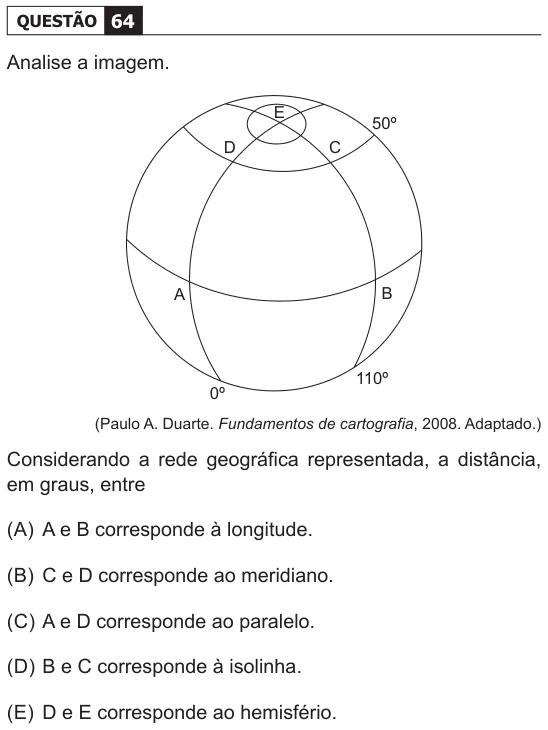 QUESTÃO 64
Analise a imagem.
E
50º
D
C
A
B
110º
0º
(Paulo A. Duarte. Fundamentos de cartografia, 2008. Adaptado.)
Considerando a rede geográfica representada, a distância,
em graus, entre
(A) A e B corresponde à longitude.
(B) C e D corresponde ao meridiano.
(C) A e D corresponde ao paralelo.
(D) B e C corresponde à isolinha.
(E) D e E corresponde ao hemisfério.